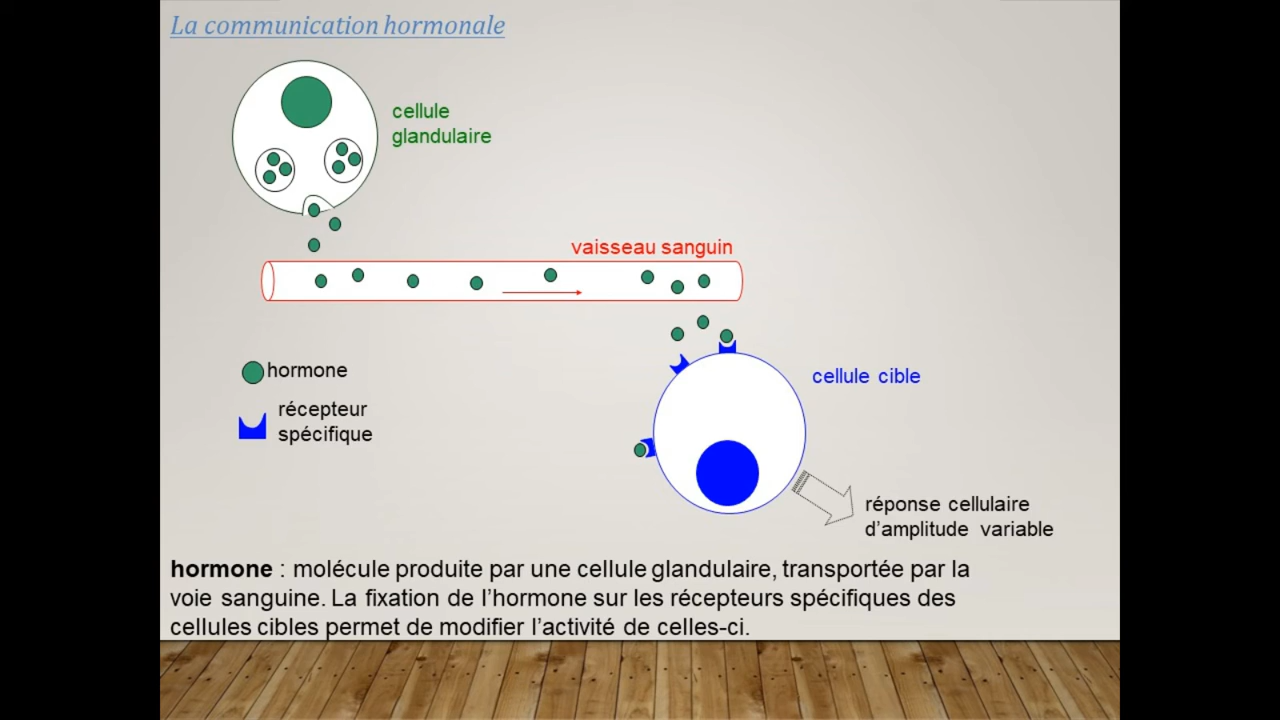 La communication hormonale
cellule
glandulaire
vaisseau sanguin
hormone
récepteur
spécifique
cellule cible
réponse cellulaire
d’amplitude variable
hormone : molécule produite par une cellule glandulaire, transportée par la
voie sanguine. La fixation de l’hormone sur les récepteurs spécifiques des
cellules cibles permet de modifier l’activité de celles-ci.